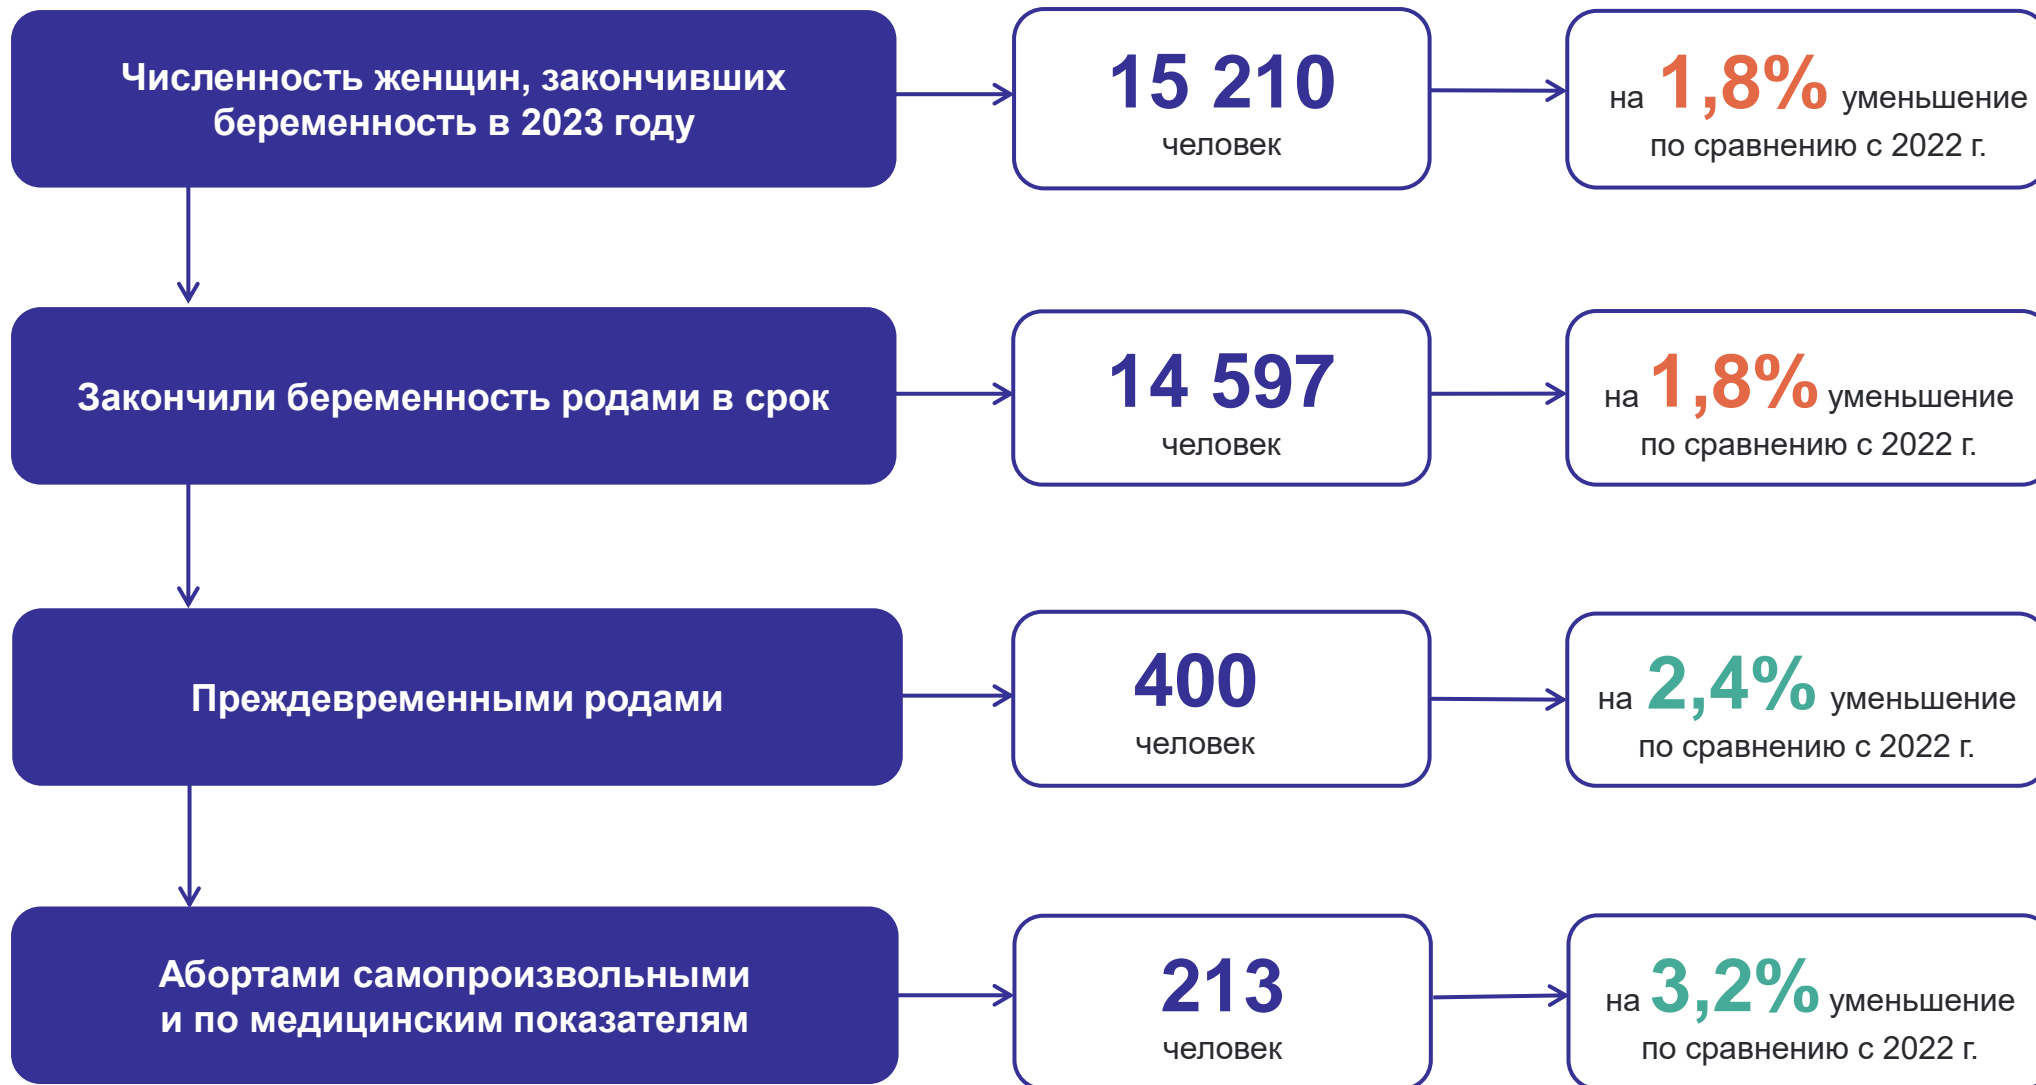 Численность женщин, закончивших
беременность в 2023 году
15 210
человек
на 1,8% уменьшение
по сравнению с 2022 г.
Закончили беременность родами в срок
14 597
человек
на 1,8% уменьшение
по сравнению с 2022 г.
Преждевременными родами
400
человек
на 2,4% уменьшение
по сравнению с 2022 г.
Абортами самопроизвольными
и по медицинским показателям
213
человек
на 3,2% уменьшение
по сравнению с 2022 г.